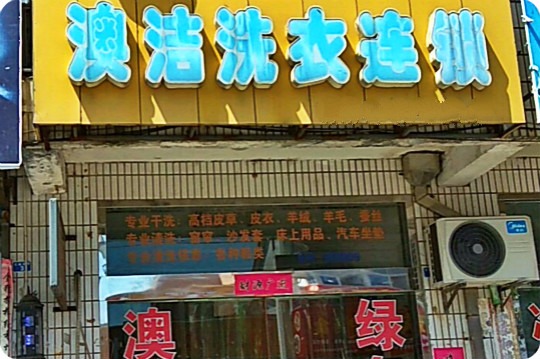 澳洁洗衣连锁
专业干洗：高档皮草、皮衣、羊绒、羊毛、蚕丝
专业清洗：窗帘、沙发套、床上用品、汽车坐垫
Midea
澳 绿